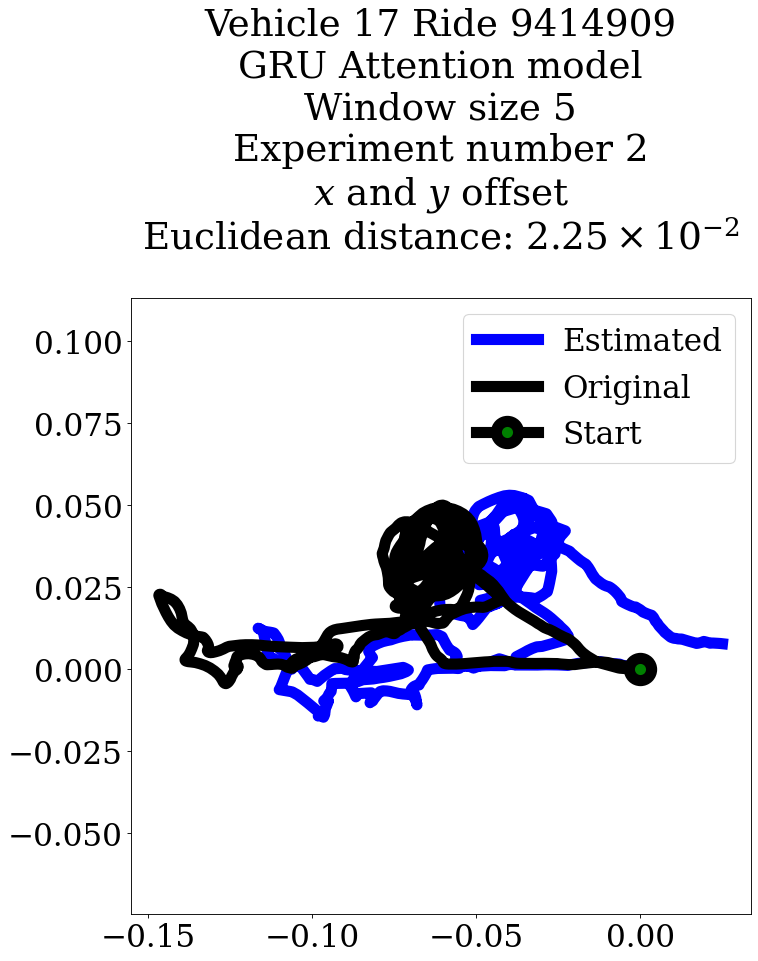 Vehicle 17 Ride 9414909
GRU Attention model
Window size 5
Experiment number 2
x and y offset
Euclidean distance: 2.25 × 10⁻²
Estimated
Original
Start
0.100
0.075
0.050
0.025
0.000
−0.025
−0.050
−0.15 −0.10 −0.05 0.00